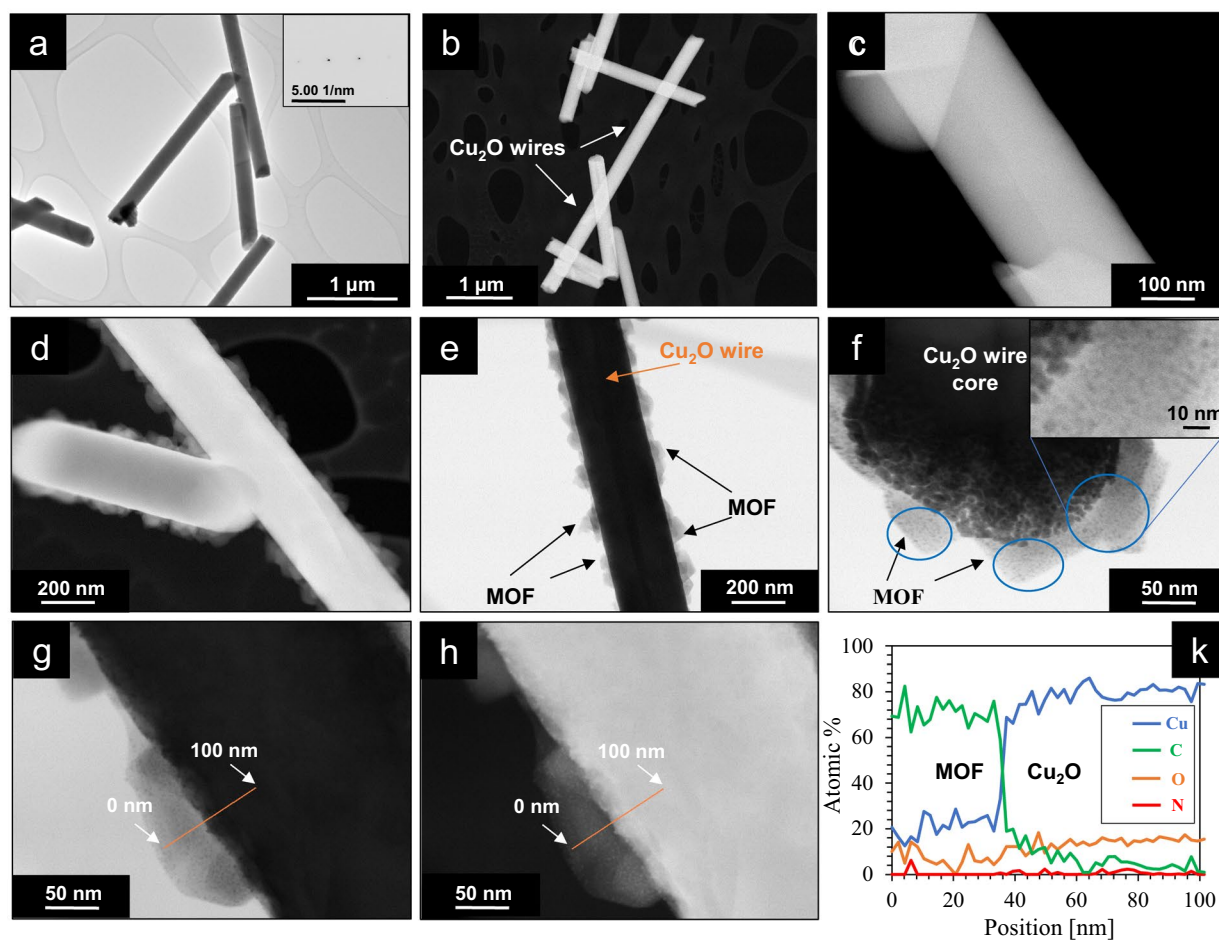 a
5.00 1/nm
1 µm
b
Cu₂O wires
1 µm
c
100 nm
d
200 nm
e
Cu₂O wire
MOF
MOF
200 nm
f
Cu₂O wire
core
10 nm
MOF
50 nm
g
100 nm
0 nm
50 nm
h
100 nm
0 nm
50 nm
k
100
80
60
40
20
0
Atomic %
Cu
C
O
N
MOF
Cu₂O
0 20 40 60 80 100
Position [nm]